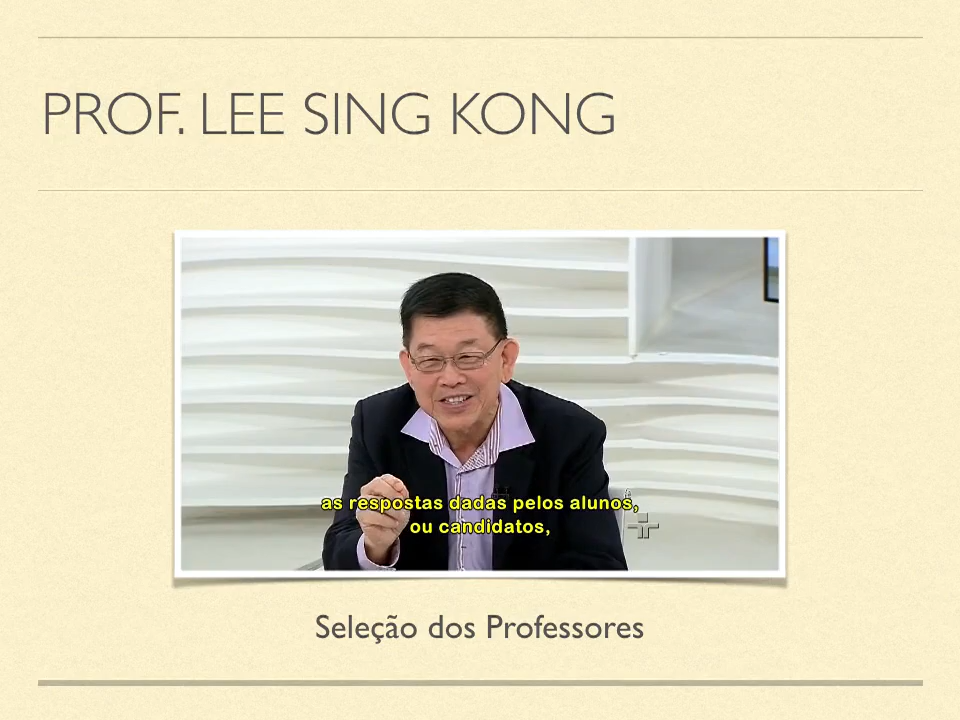 PROF. LEE SING KONG
as respostas dadas pelos alunos,
ou candidatos,
Seleção dos Professores